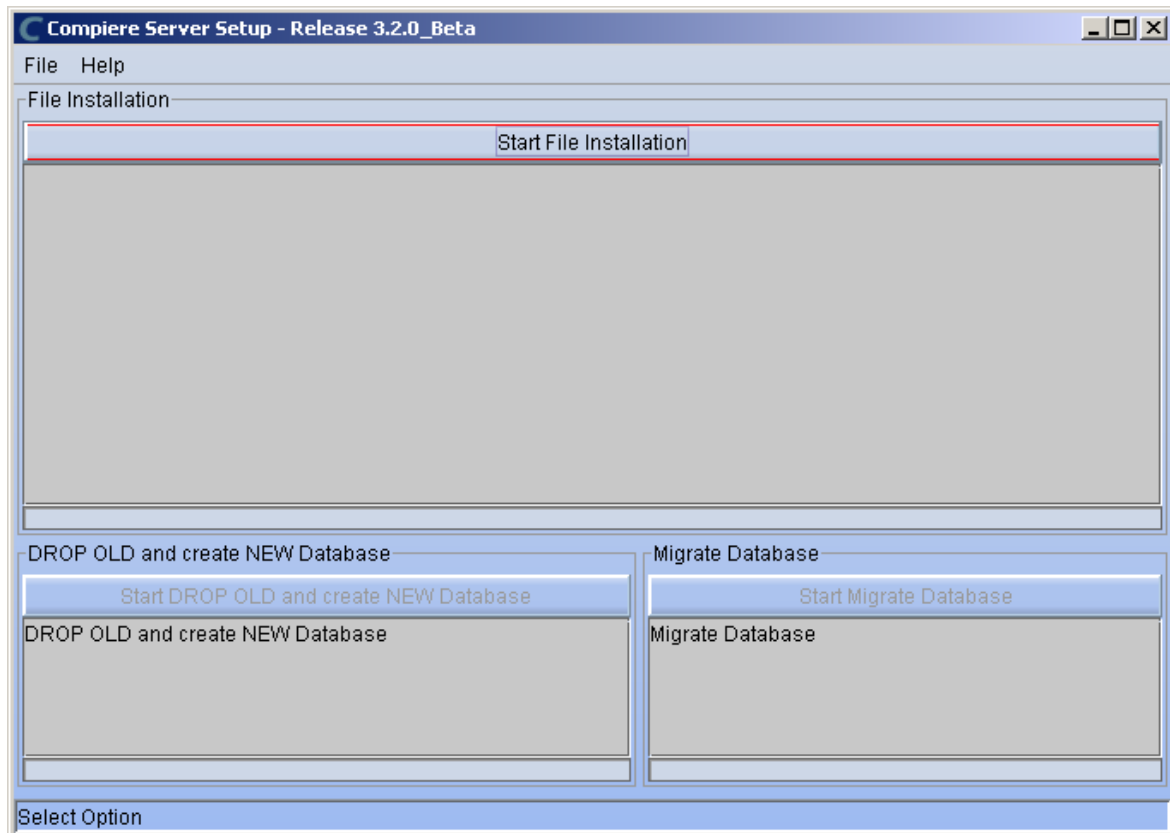 Compiere Server Setup - Release 3.2.0_Beta
File Help
File Installation
Start File Installation
DROP OLD and create NEW Database
Start DROP OLD and create NEW Database
DROP OLD and create NEW Database
Migrate Database
Start Migrate Database
Migrate Database
Select Option